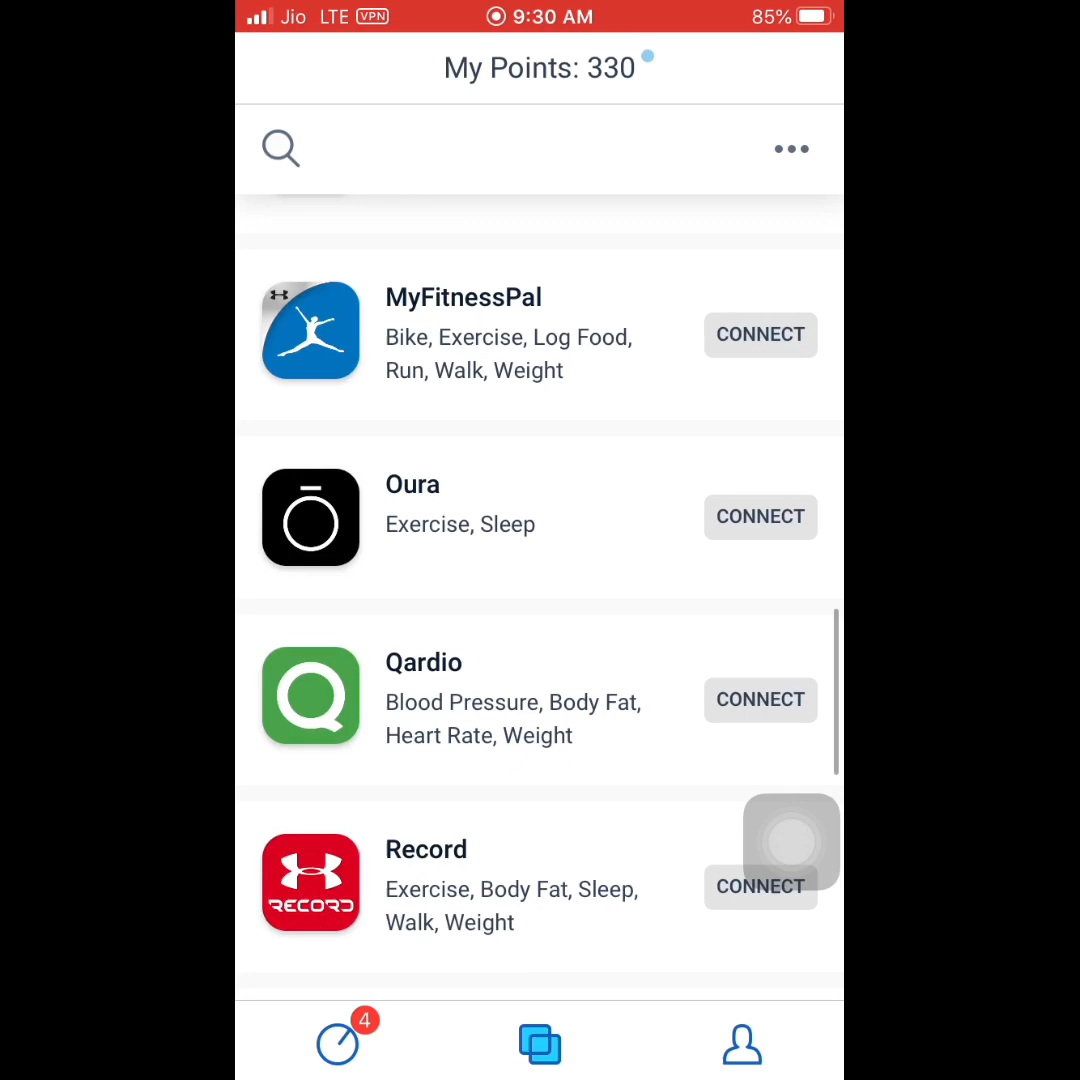 Jio LTE VPN 9:30 AM 85%
My Points: 330
MyFitnessPal
Bike, Exercise, Log Food,
Run, Walk, Weight
CONNECT
Oura
Exercise, Sleep
CONNECT
Qardio
Blood Pressure, Body Fat,
Heart Rate, Weight
CONNECT
RECORD
Record
Exercise, Body Fat, Sleep,
Walk, Weight
CONNECT
4